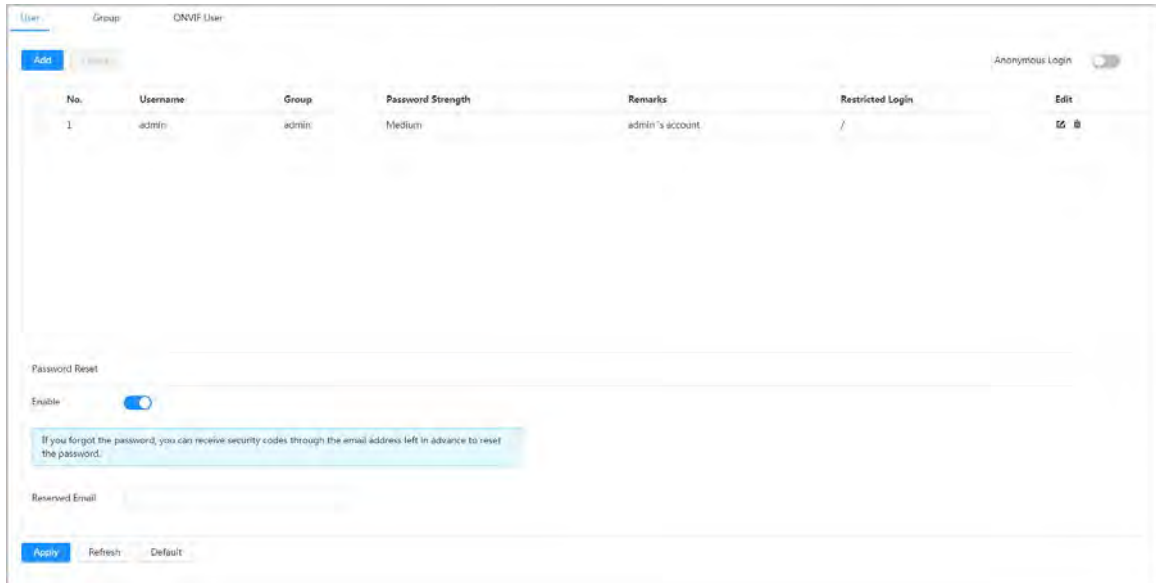 User Group ONVIF User
Add Anonymous Login
No. Username Group Password Strength Remarks Restricted Login Edit
1 admin admin Medium admin 's account /
Password Reset
Enable
If you forgot the password, you can receive security codes through the email address left in advance to reset
the password.
Reserved Email
Apply Refresh Default